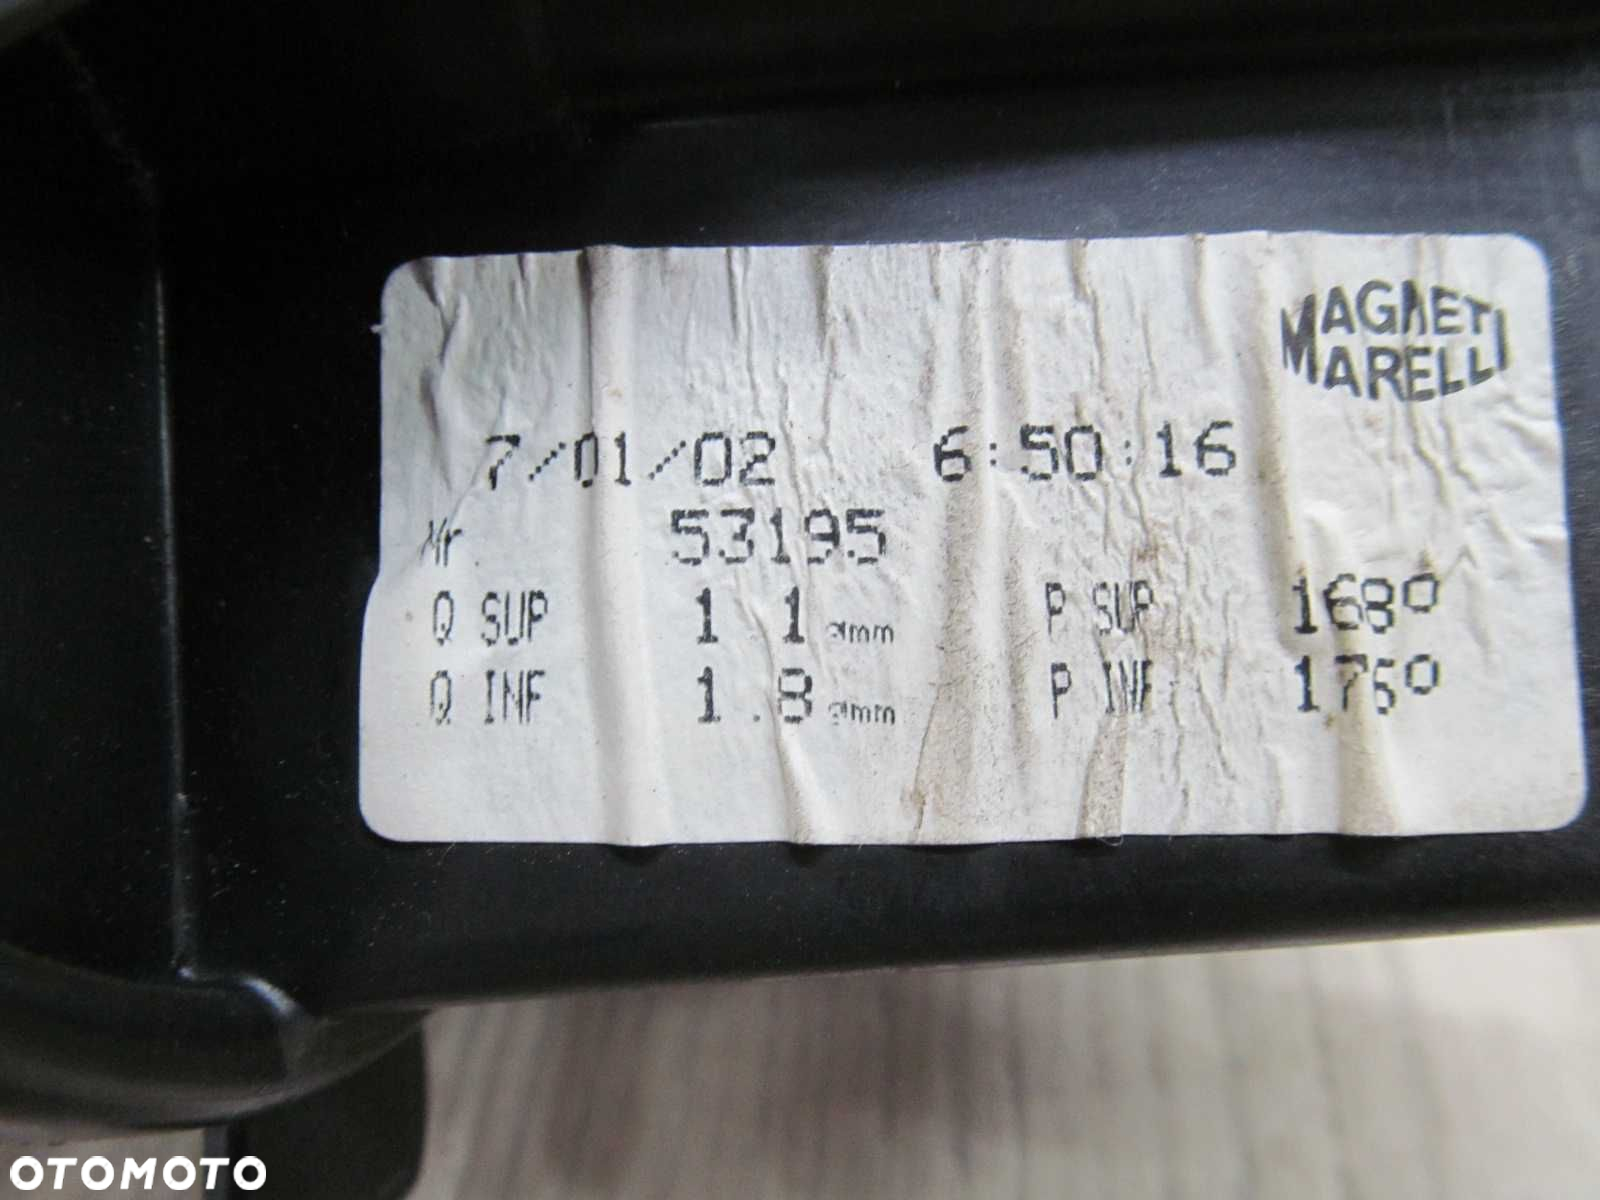 MAGNETI
MARELLI
7/01/02 6:50:16
Nr 53195
Q SUP 1.1 g/mm P SUP 168°
Q INF 1.8 g/mm P INF 176°
OTOMOTO